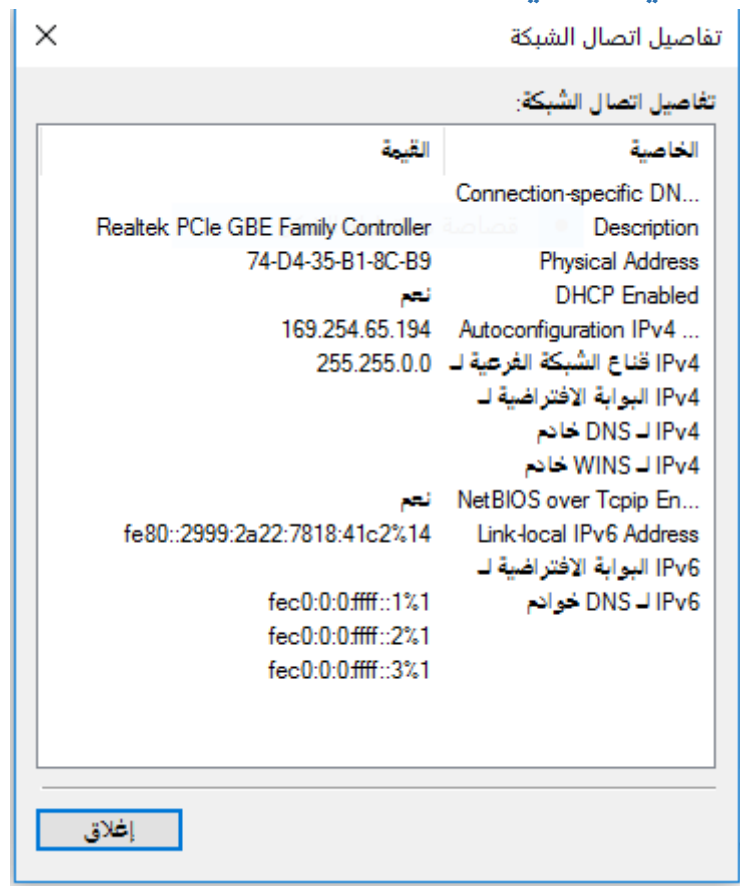 تفاصيل اتصال الشبكة
تفاصيل اتصال الشبكة:
الخاصية القيمة
Connection-specific DN...
Description Realtek PCIe GBE Family Controller
Physical Address 74-D4-35-B1-8C-B9
DHCP Enabled نعم
Autoconfiguration IPv4 ... 169.254.65.194
IPv4 قناع الشبكة الفرعية لـ 255.255.0.0
IPv4 البوابة الافتراضية لـ
IPv4 لـ DNS خادم
IPv4 لـ WINS خادم
NetBIOS over Tcpip En... نعم
Link-local IPv6 Address fe80::2999:2a22:7818:41c2%14
IPv6 البوابة الافتراضية لـ
IPv6 لـ DNS خوادم fec0:0:0:ffff::1%1
fec0:0:0:ffff::2%1
fec0:0:0:ffff::3%1
إغلاق